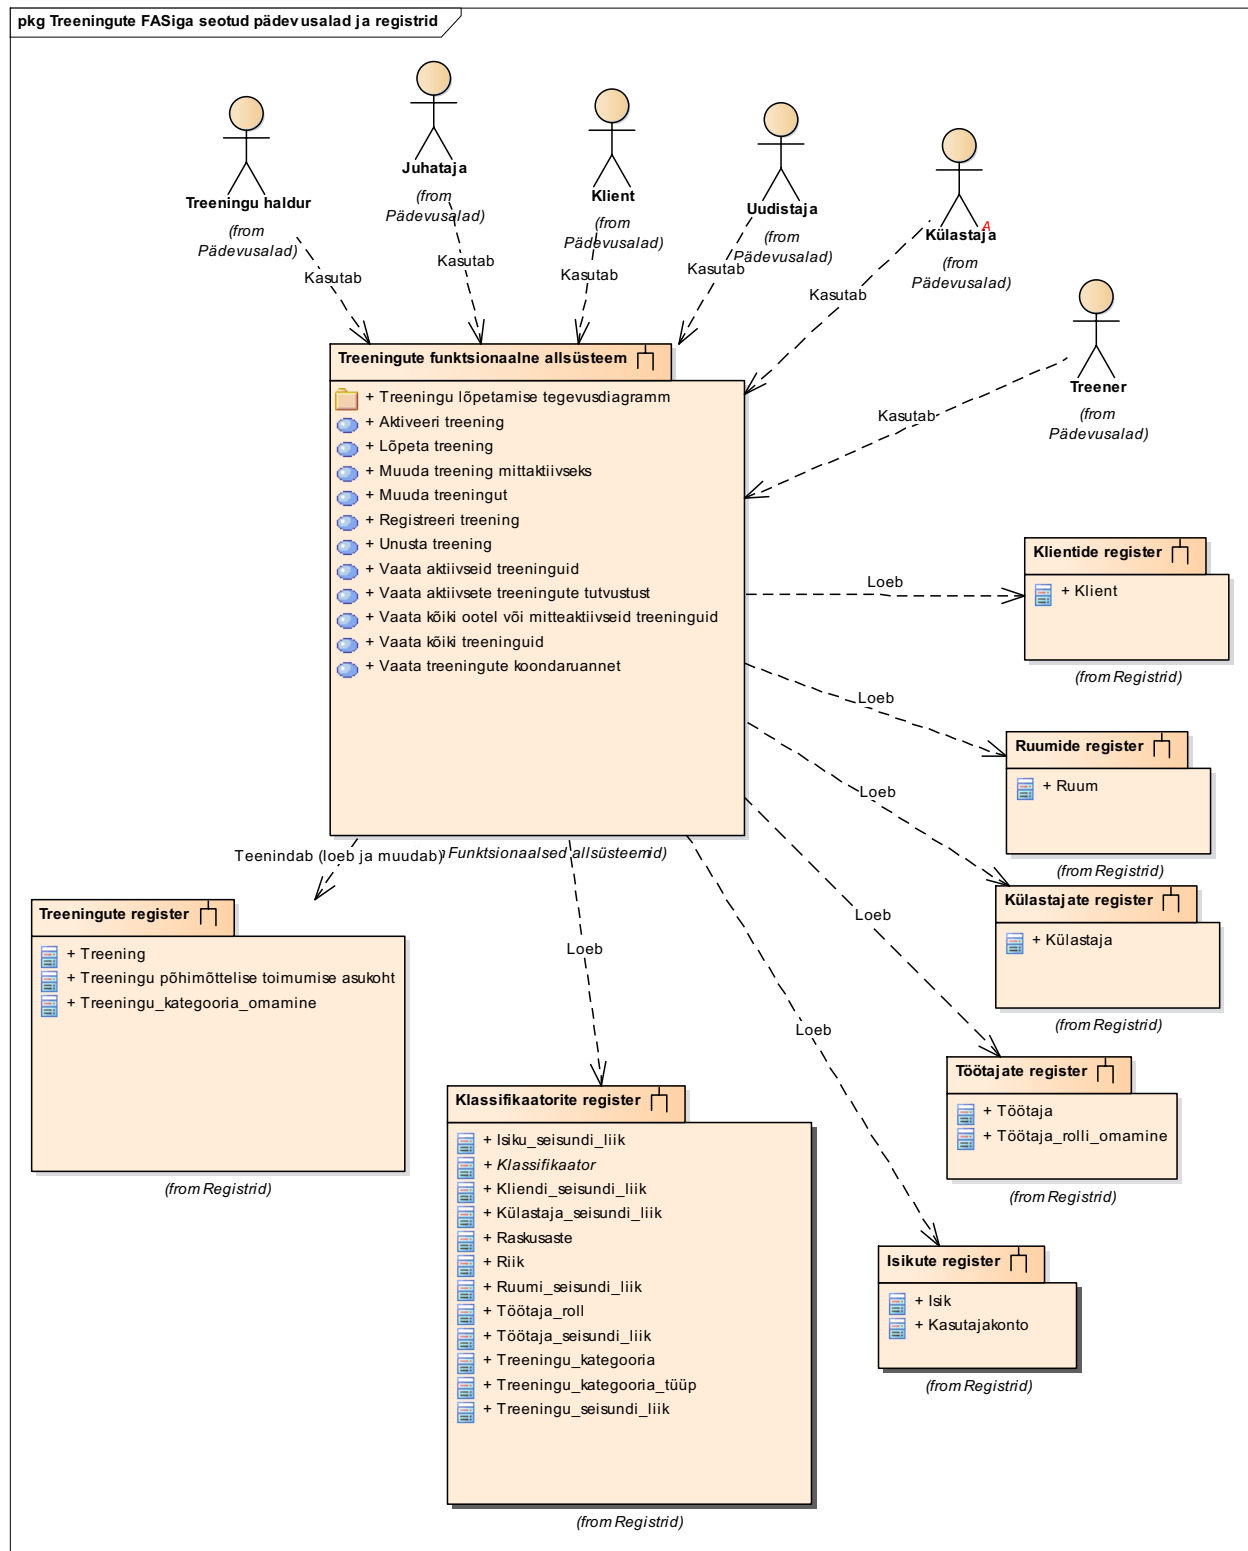 pkg Treeningute FASiga seotud pädevusalad ja registrid
Treeningu haldur
(from
Pädevusalad)
Juhataja
(from
Pädevusalad)
Klient
(from
Pädevusalad)
Uudistaja
(from
Pädevusalad)
A
Külastaja
(from
Pädevusalad)
Treener
(from
Pädevusalad)
Kasutab
Kasutab
Kasutab
Kasutab
Kasutab
Kasutab
Treeningute funktsionaalne allsüsteem
+ Treeningu lõpetamise tegevusdiagramm
+ Aktiveeri treening
+ Lõpeta treening
+ Muuda treening mittaktiivseks
+ Muuda treeningut
+ Registreeri treening
+ Unusta treening
+ Vaata aktiivseid treeninguid
+ Vaata aktiivsete treeningute tutvustust
+ Vaata kõiki ootel või mitteaktiivseid treeninguid
+ Vaata kõiki treeninguid
+ Vaata treeningute koondaruannet
Funktsionaalsed allsüsteemid)
Loeb
Klientide register
+ Klient
(from Registrid)
Loeb
Ruumide register
+ Ruum
(from Registrid)
Loeb
Külastajate register
+ Külastaja
(from Registrid)
Loeb
Töötajate register
+ Töötaja
+ Töötaja_rolli_omamine
(from Registrid)
Loeb
Isikute register
+ Isik
+ Kasutajakonto
(from Registrid)
Teenindab (loeb ja muudab)
Treeningute register
+ Treening
+ Treeningu põhimõttelise toimumise asukoht
+ Treeningu_kategooria_omamine
(from Registrid)
Loeb
Klassifikaatorite register
+ Isiku_seisundi_liik
+ Klassifikaator
+ Kliendi_seisundi_liik
+ Külastaja_seisundi_liik
+ Raskusaste
+ Riik
+ Ruumi_seisundi_liik
+ Töötaja_roll
+ Töötaja_seisundi_liik
+ Treeningu_kategooria
+ Treeningu_kategooria_tüüp
+ Treeningu_seisundi_liik
(from Registrid)